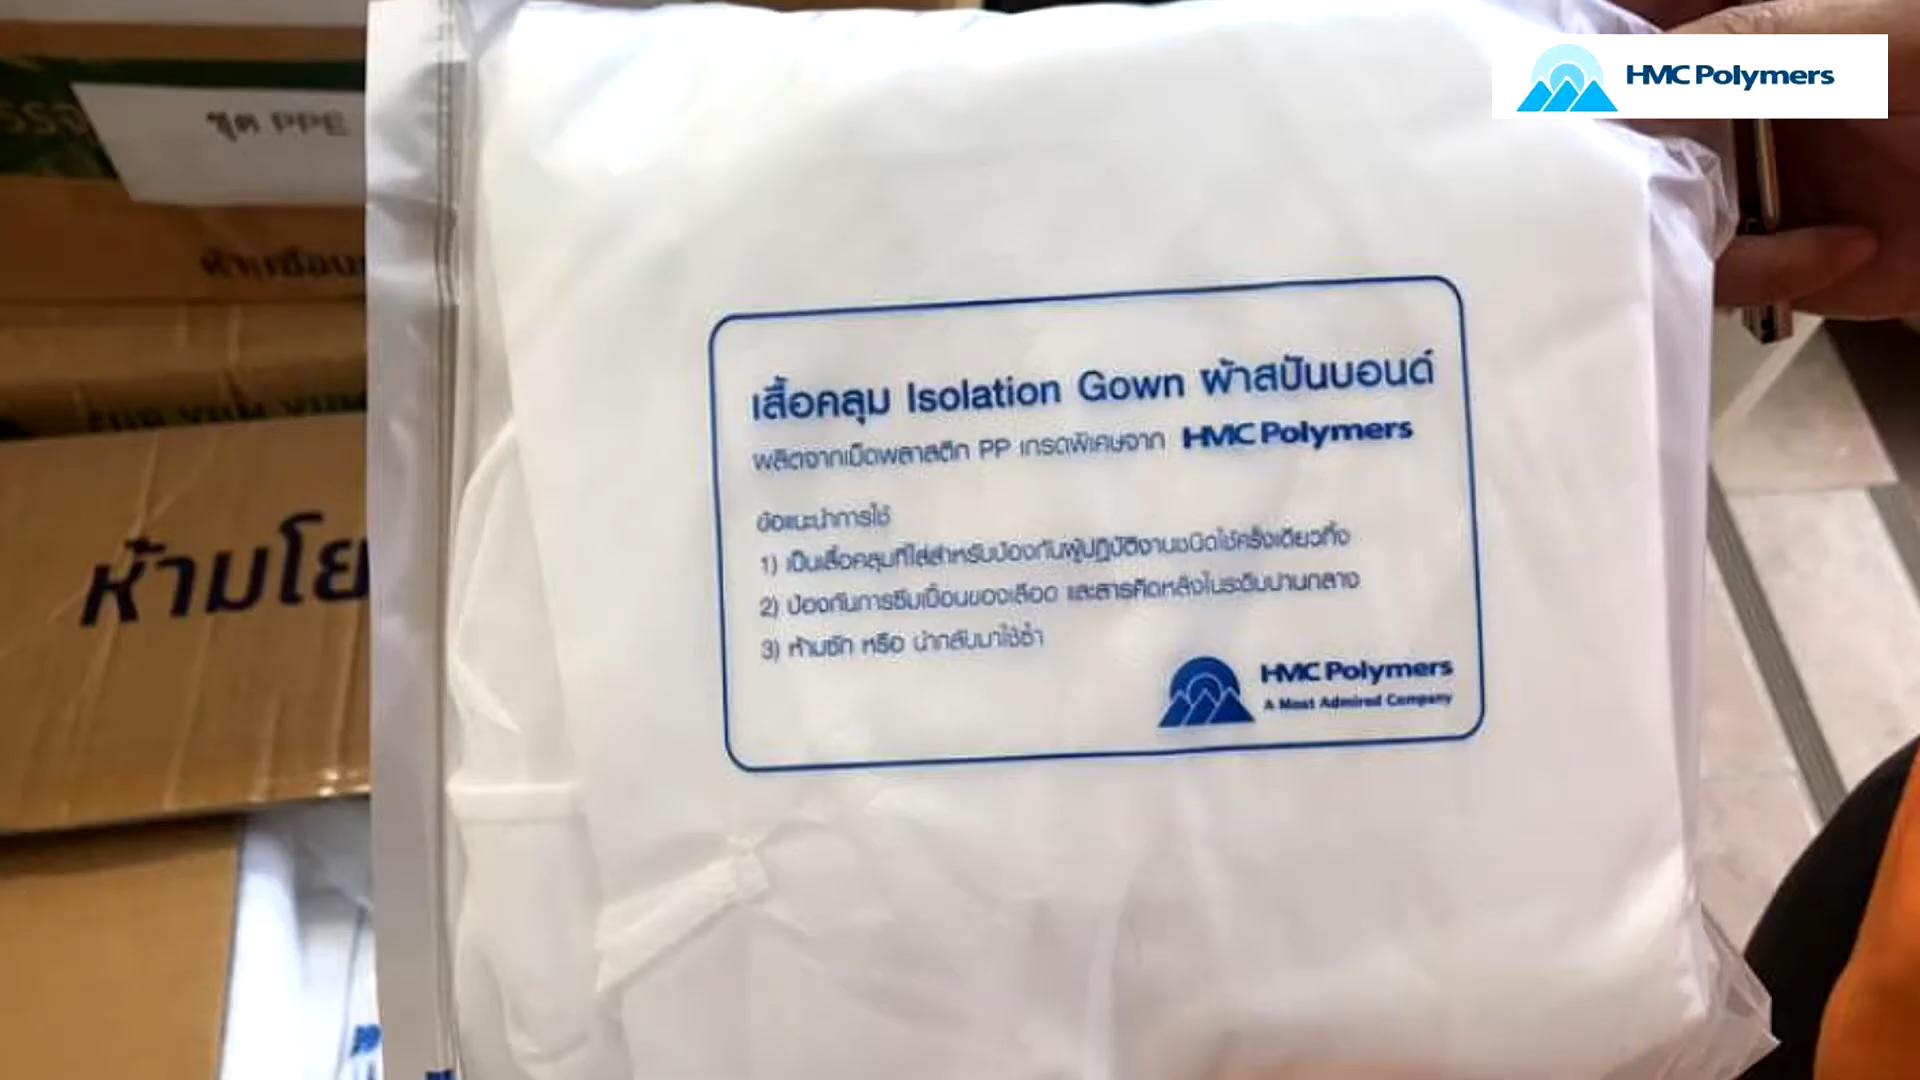 HMC Polymers
ชุด PPE
ห้ามโย
เสื้อคลุม Isolation Gown ผ้าสปันบอนด์
ผลิตจากเม็ดพลาสติก PP เกรดพิเศษจาก HMC Polymers
ข้อแนะนำการใช้
1) เป็นเสื้อคลุมที่ใส่สำหรับป้องกันผู้ปฏิบัติงานชนิดใช้ครั้งเดียวทิ้ง
2) ป้องกันการซึมเปื้อนของเลือด และสารคัดหลั่งในระดับปานกลาง
3) ห้ามซัก หรือ นำกลับมาใช้ซ้ำ
HMC Polymers
A Most Admired Company